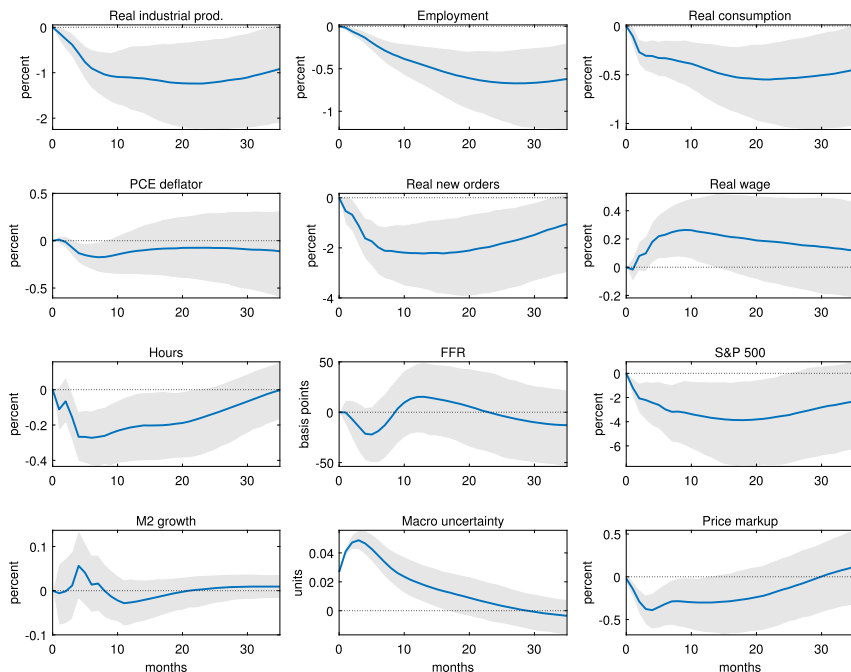 Real industrial prod.
Employment
Real consumption
percent
0
-1
-2
0 10 20 30
percent
0
-0.5
-1
0 10 20 30
percent
0
-0.5
-1
0 10 20 30
PCE deflator
Real new orders
Real wage
percent
0.5
0
-0.5
0 10 20 30
percent
0
-2
-4
0 10 20 30
percent
0.4
0.2
0
-0.2
0 10 20 30
Hours
FFR
S&P 500
percent
0
-0.2
-0.4
0 10 20 30
basis points
50
0
-50
0 10 20 30
percent
0
-2
-4
-6
0 10 20 30
M2 growth
Macro uncertainty
Price markup
percent
0.1
0
-0.1
0 10 20 30
months
units
0.04
0.02
0
0 10 20 30
months
percent
0.5
0
-0.5
0 10 20 30
months